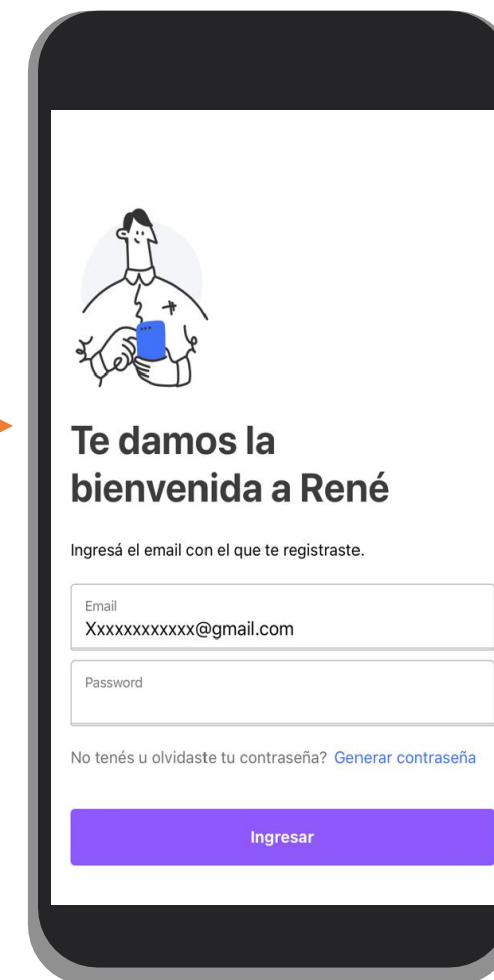 Te damos la
bienvenida a René
Ingresá el email con el que te registraste.
Email
Xxxxxxxxxxxx@gmail.com
Password
No tenés u olvidaste tu contraseña? Generar contraseña
Ingresar